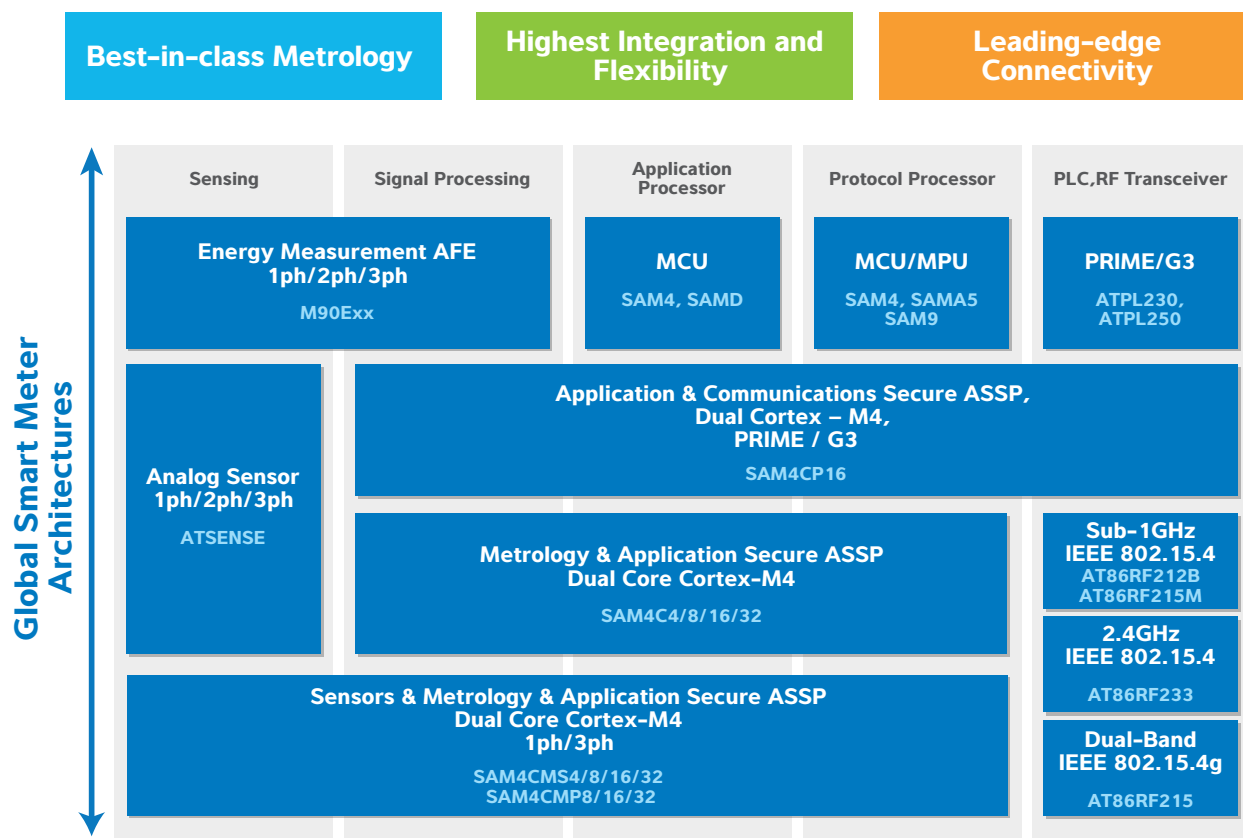 Best-in-class Metrology
Highest Integration and
Flexibility
Leading-edge
Connectivity
Global Smart Meter
Architectures
Sensing
Signal Processing
Application
Processor
Protocol Processor
PLC,RF Transceiver
Energy Measurement AFE
1ph/2ph/3ph
M90Exx
MCU
SAM4, SAMD
MCU/MPU
SAM4, SAMA5
SAM9
PRIME/G3
ATPL230,
ATPL250
Analog Sensor
1ph/2ph/3ph
ATSENSE
Application & Communications Secure ASSP,
Dual Cortex – M4,
PRIME / G3
SAM4CP16
Metrology & Application Secure ASSP
Dual Core Cortex-M4
SAM4C4/8/16/32
Sub-1GHz
IEEE 802.15.4
AT86RF212B
AT86RF215M
2.4GHz
IEEE 802.15.4
AT86RF233
Sensors & Metrology & Application Secure ASSP
Dual Core Cortex-M4
1ph/3ph
SAM4CMS4/8/16/32
SAM4CMP8/16/32
Dual-Band
IEEE 802.15.4g
AT86RF215